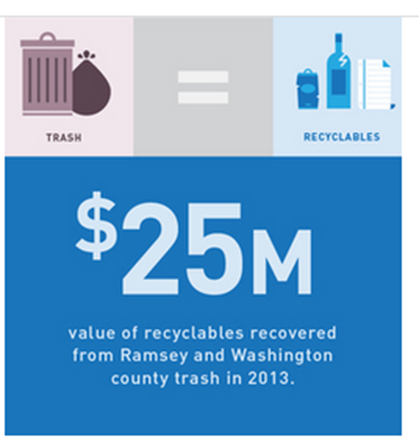 TRASH
=
RECYCLABLES
$25M
value of recyclables recovered
from Ramsey and Washington
county trash in 2013.